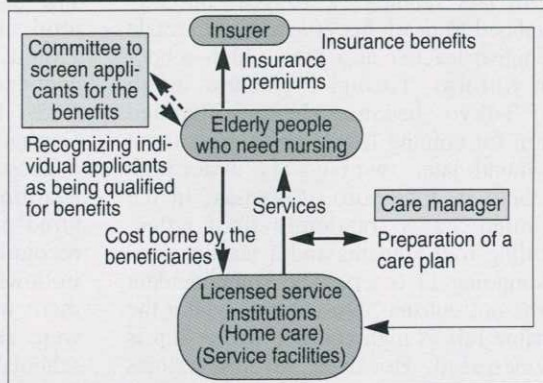 Insurer
Insurance benefits
Committee to
screen appli-
cants for the
benefits
Insurance
premiums
Elderly people
who need nursing
Recognizing indi-
vidual applicants
as being qualified
for benefits
Services
Care manager
Cost borne by the
beneficiaries
Preparation of a
care plan
Licensed service
institutions
(Home care)
(Service facilities)